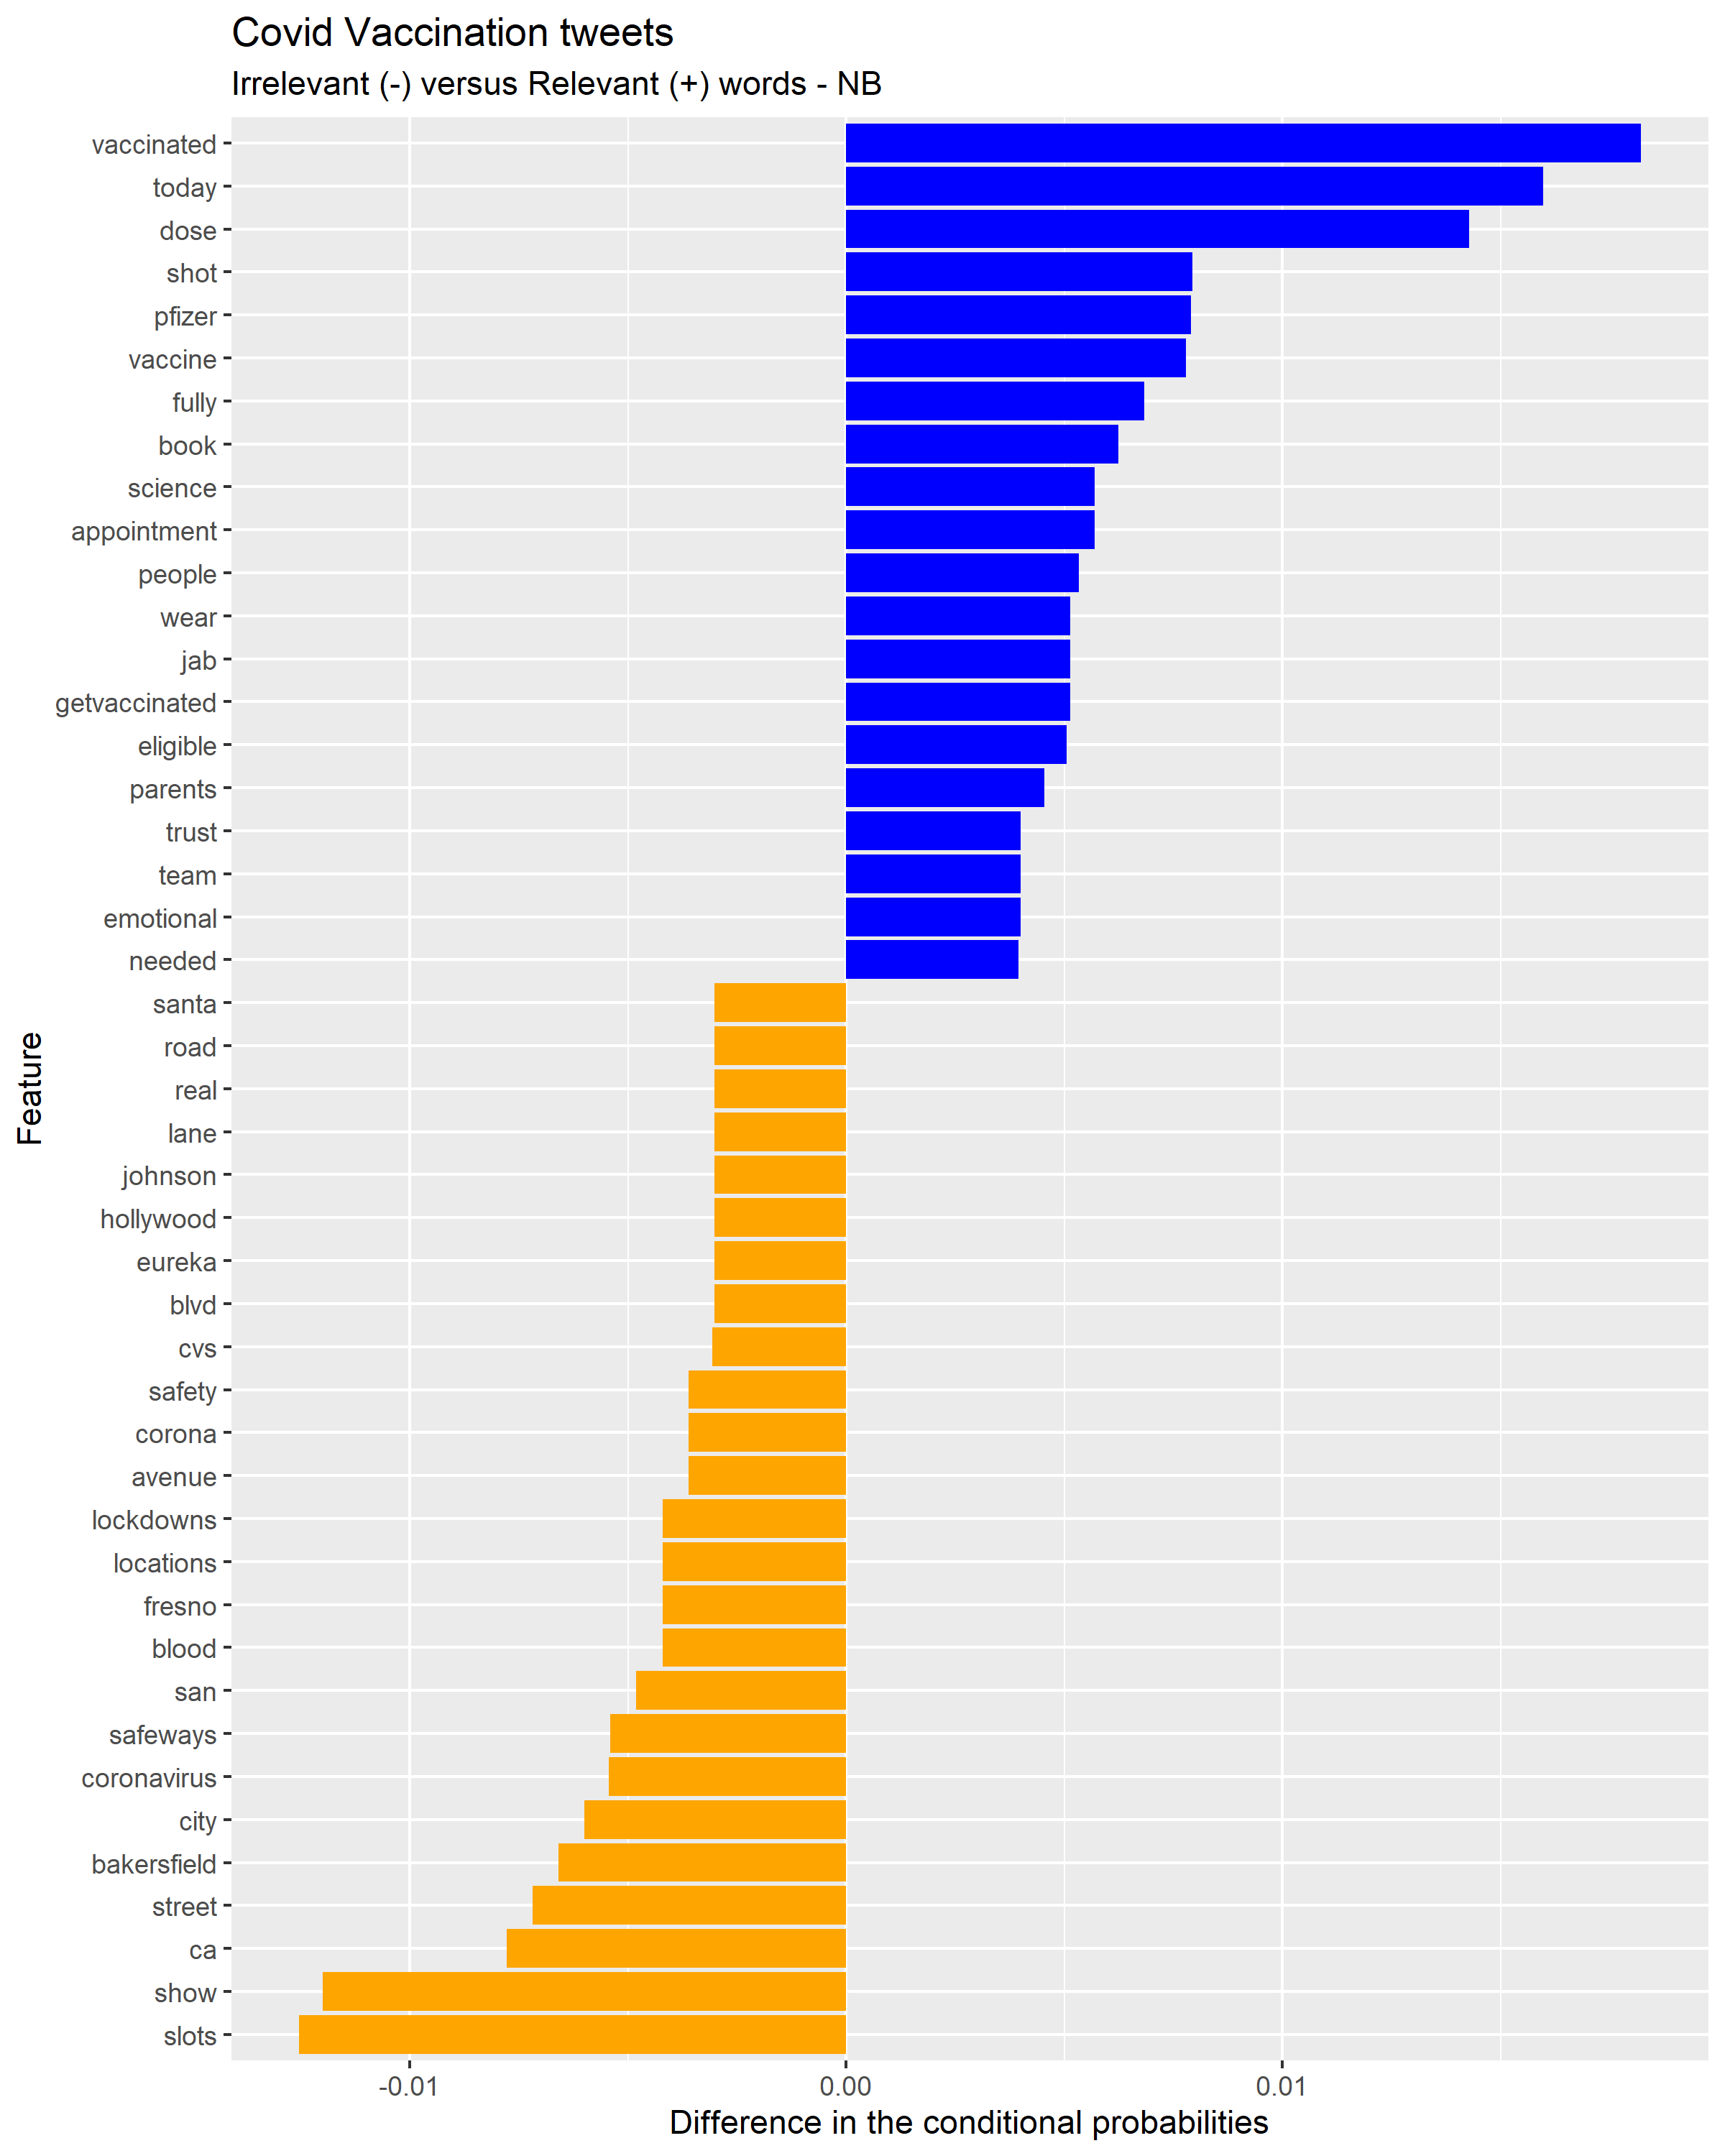 Covid Vaccination tweets
Irrelevant (-) versus Relevant (+) words - NB
vaccinated
today
dose
shot
pfizer
vaccine
fully
book
science
appointment
people
wear
jab
getvaccinated
eligible
parents
trust
team
emotional
needed
santa
road
real
lane
johnson
hollywood
eureka
blvd
cvs
safety
corona
avenue
lockdowns
locations
fresno
blood
san
safeways
coronavirus
city
bakersfield
street
ca
show
slots
Feature
-0.01 0.00 0.01
Difference in the conditional probabilities